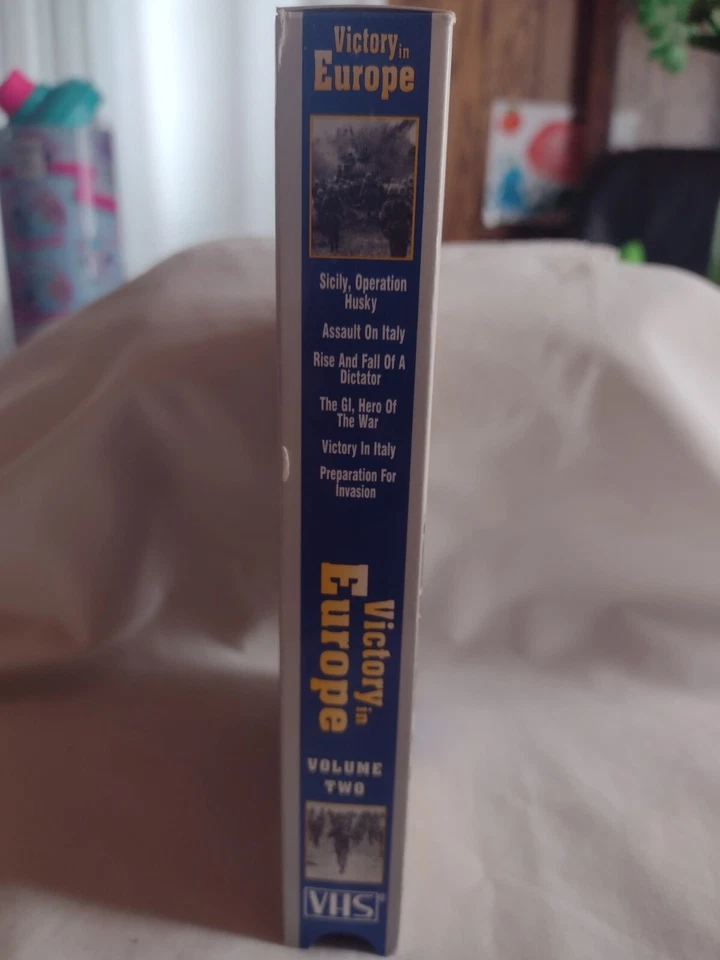 Victory in
Europe
Sicily, Operation
Husky
Assault On Italy
Rise And Fall Of A
Dictator
The GI, Hero Of
The War
Victory In Italy
Preparation For
Invasion
Victory in
Europe
VOLUME
TWO
VHS